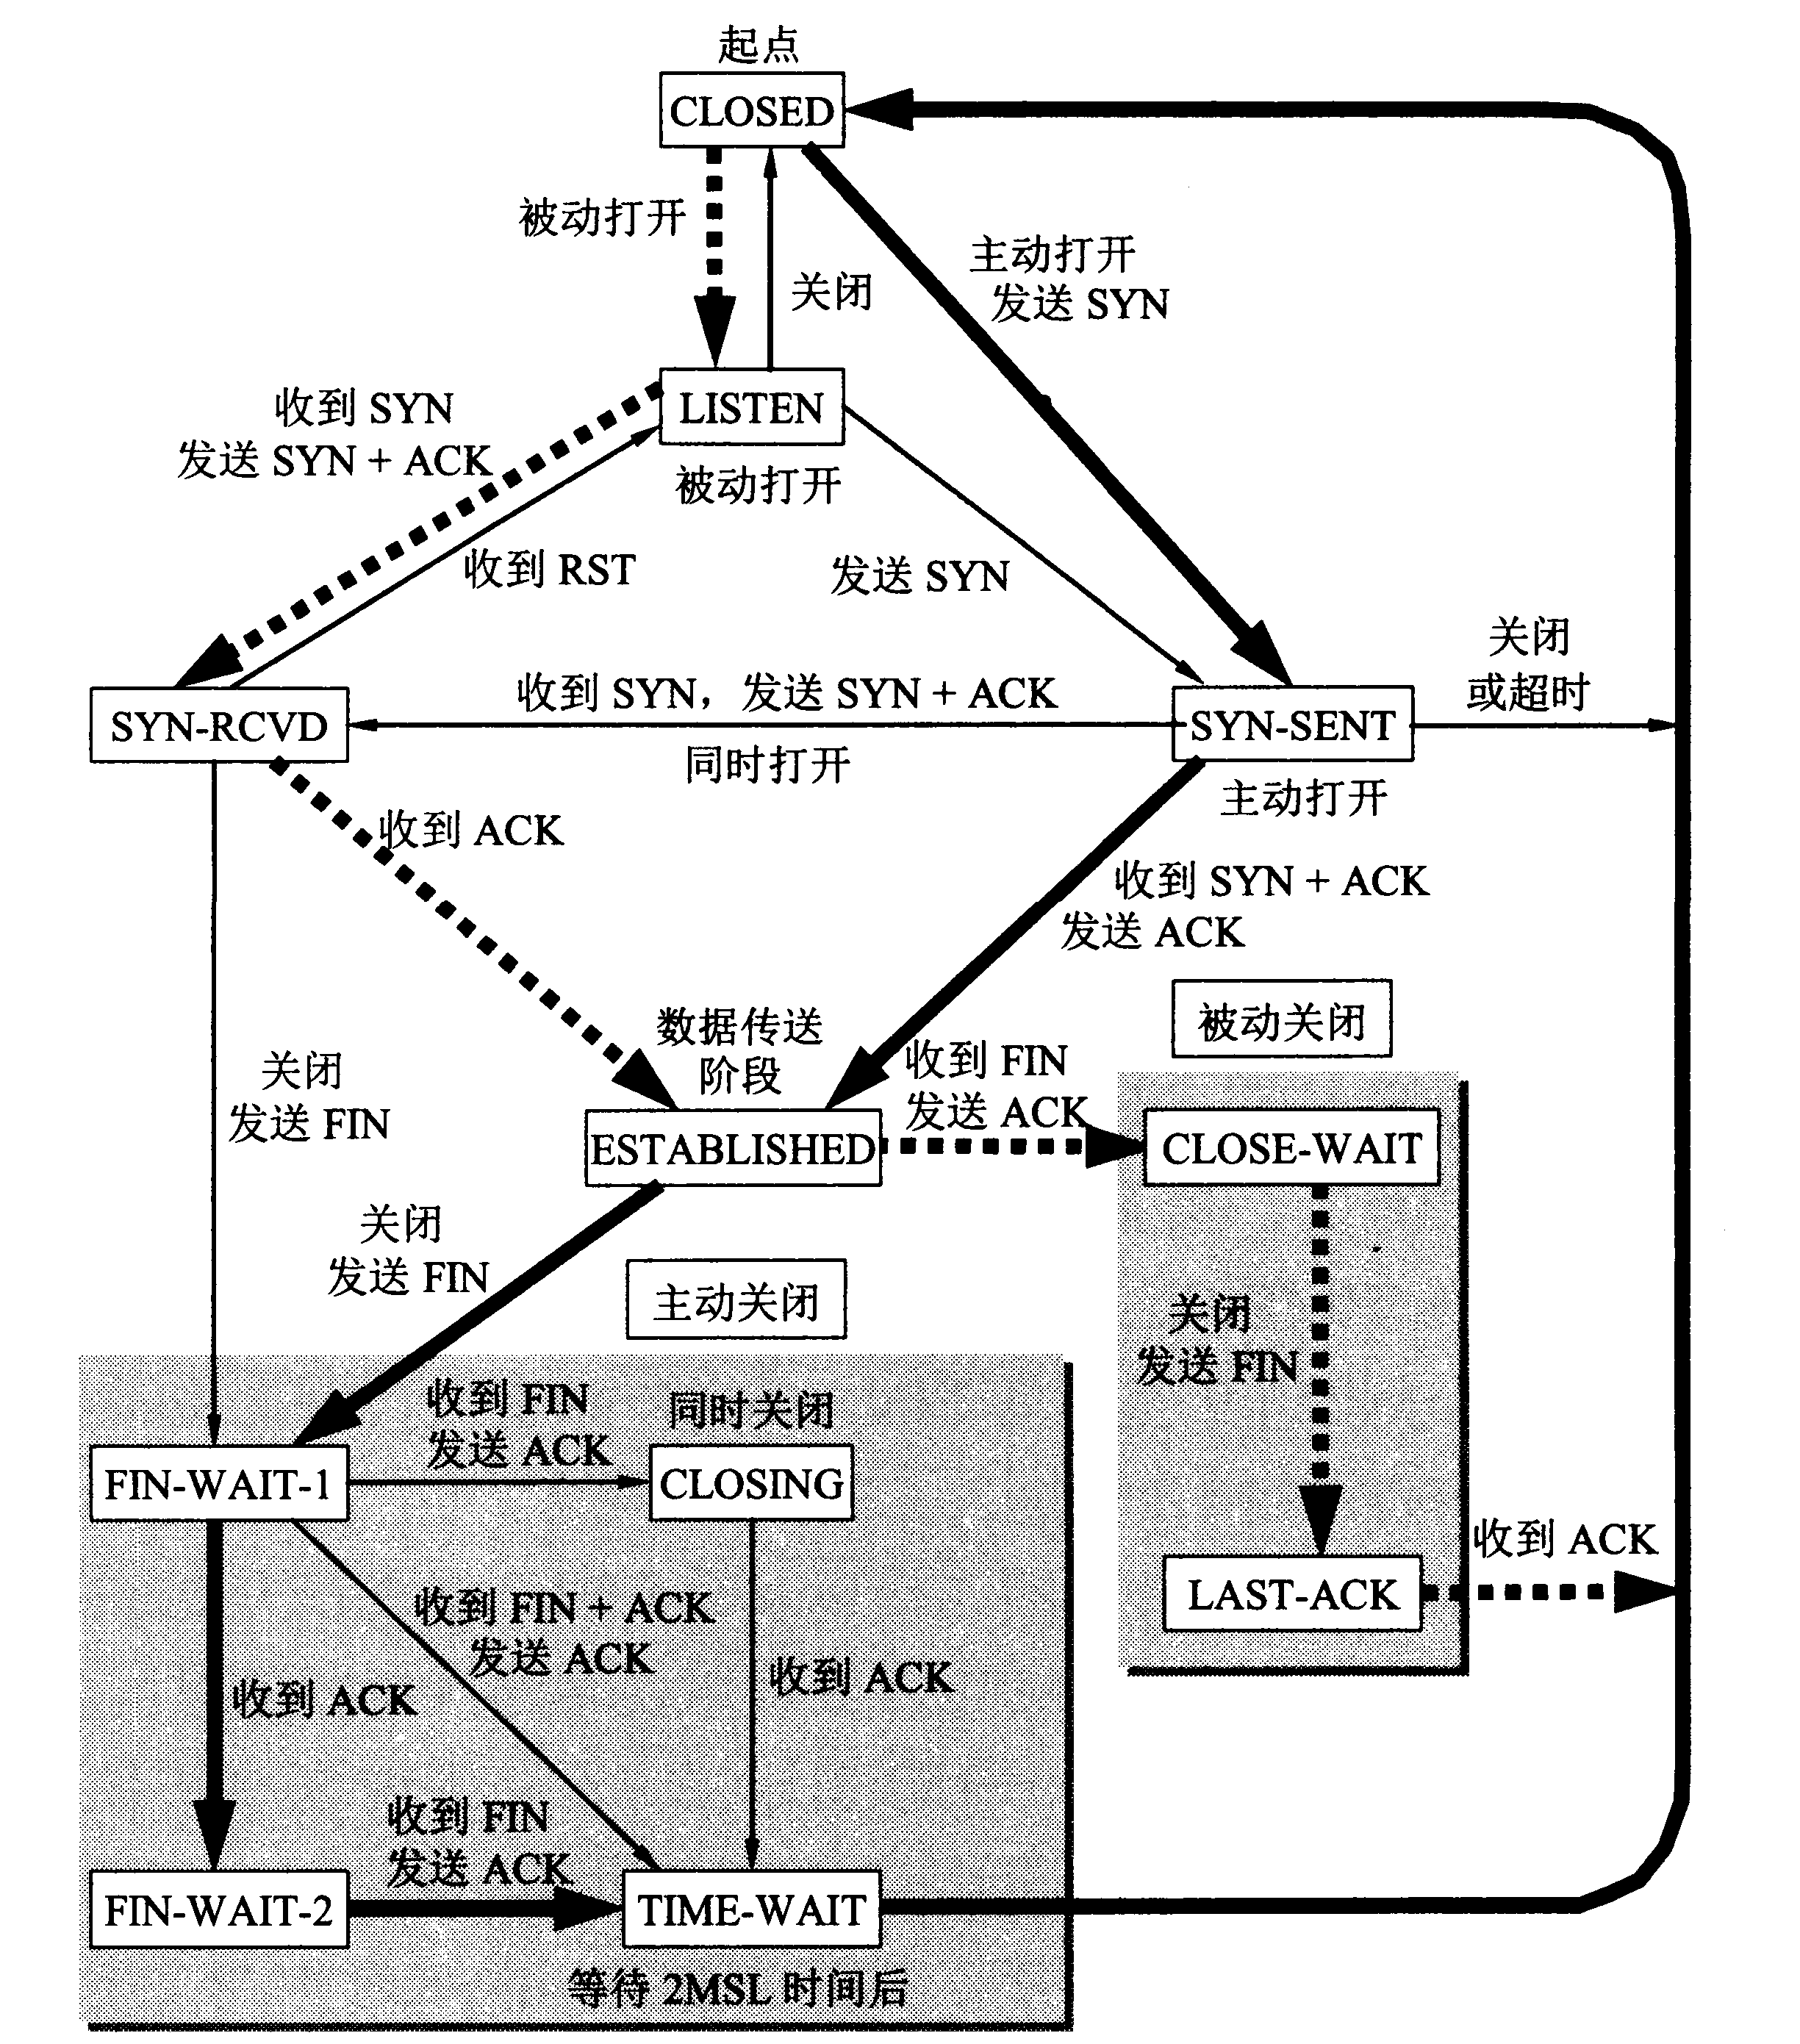 起点
CLOSED
被动打开
关闭
主动打开
发送 SYN
收到 SYN
发送 SYN + ACK
LISTEN
被动打开
收到 RST
发送 SYN
关闭
或超时
SYN-RCVD
收到 SYN，发送 SYN + ACK
同时打开
SYN-SENT
主动打开
收到 ACK
收到 SYN + ACK
发送 ACK
数据传送
阶段
被动关闭
收到 FIN
发送 ACK
关闭
发送 FIN
ESTABLISHED
CLOSE-WAIT
关闭
发送 FIN
主动关闭
关闭
发送 FIN
收到 FIN
发送 ACK
同时关闭
FIN-WAIT-1
CLOSING
LAST-ACK
收到 ACK
收到 FIN + ACK
发送 ACK
收到 ACK
收到 ACK
收到 FIN
发送 ACK
FIN-WAIT-2
TIME-WAIT
等待 2MSL 时间后